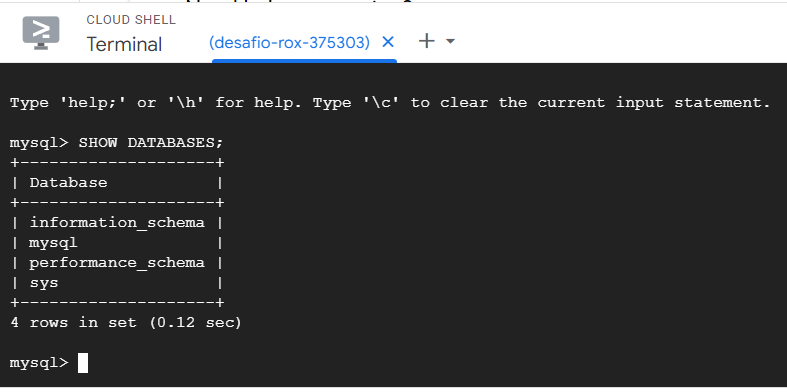 CLOUD SHELL
Terminal
(desafio-rox-375303)
Type 'help;' or '\h' for help. Type '\c' to clear the current input statement.
mysql> SHOW DATABASES;
+--------------------+
| Database           |
+--------------------+
| information_schema |
| mysql              |
| performance_schema |
| sys                |
+--------------------+
4 rows in set (0.12 sec)
mysql>